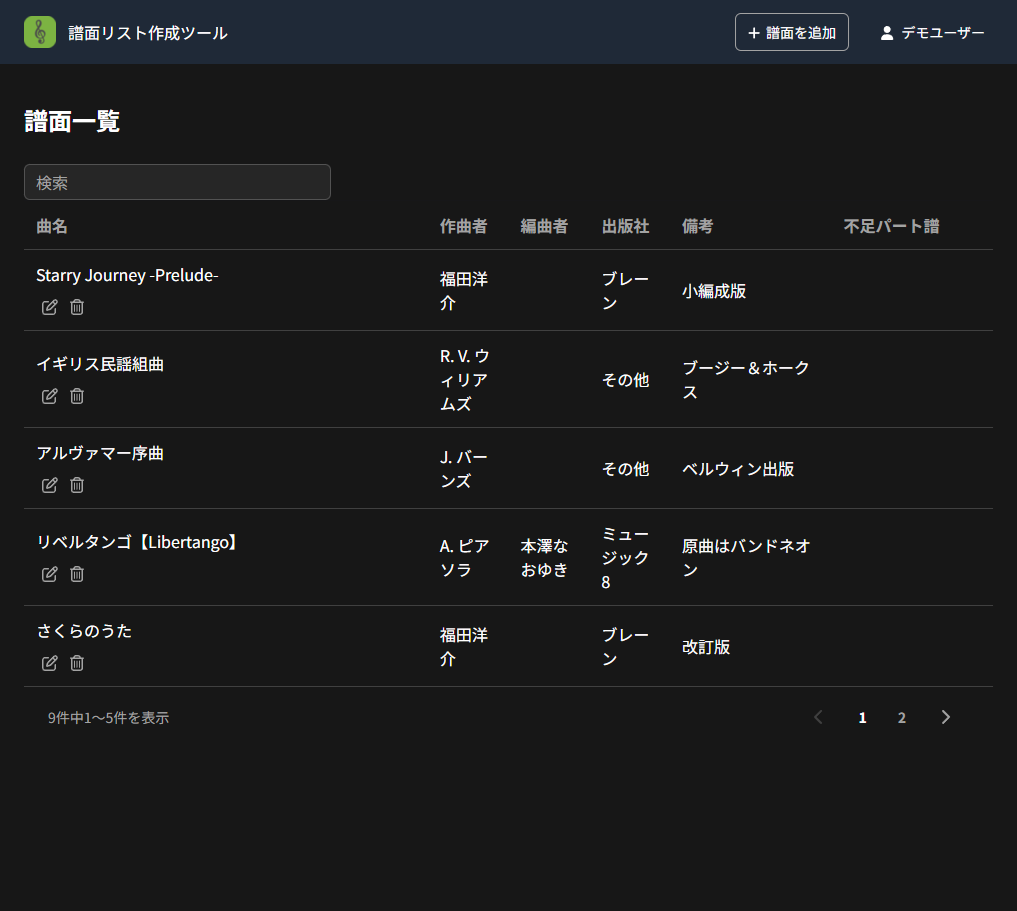 譜面リスト作成ツール
+ 譜面を追加
デモユーザー
譜面一覧
検索
曲名 作曲者 編曲者 出版社 備考 不足パート譜
Starry Journey -Prelude-
福田洋
介
ブレー
ン
小編成版
イギリス民謡組曲
R. V. ウ
ィリア
ムズ
その他
ブージー＆ホーク
ス
アルヴァマー序曲
J. バー
ンズ
その他
ベルウィン出版
リベルタンゴ【Libertango】
A. ピア
ソラ
本澤な
おゆき
ミュー
ジック
8
原曲はバンドネオ
ン
さくらのうた
福田洋
介
ブレー
ン
改訂版
9件中1〜5件を表示
1 2